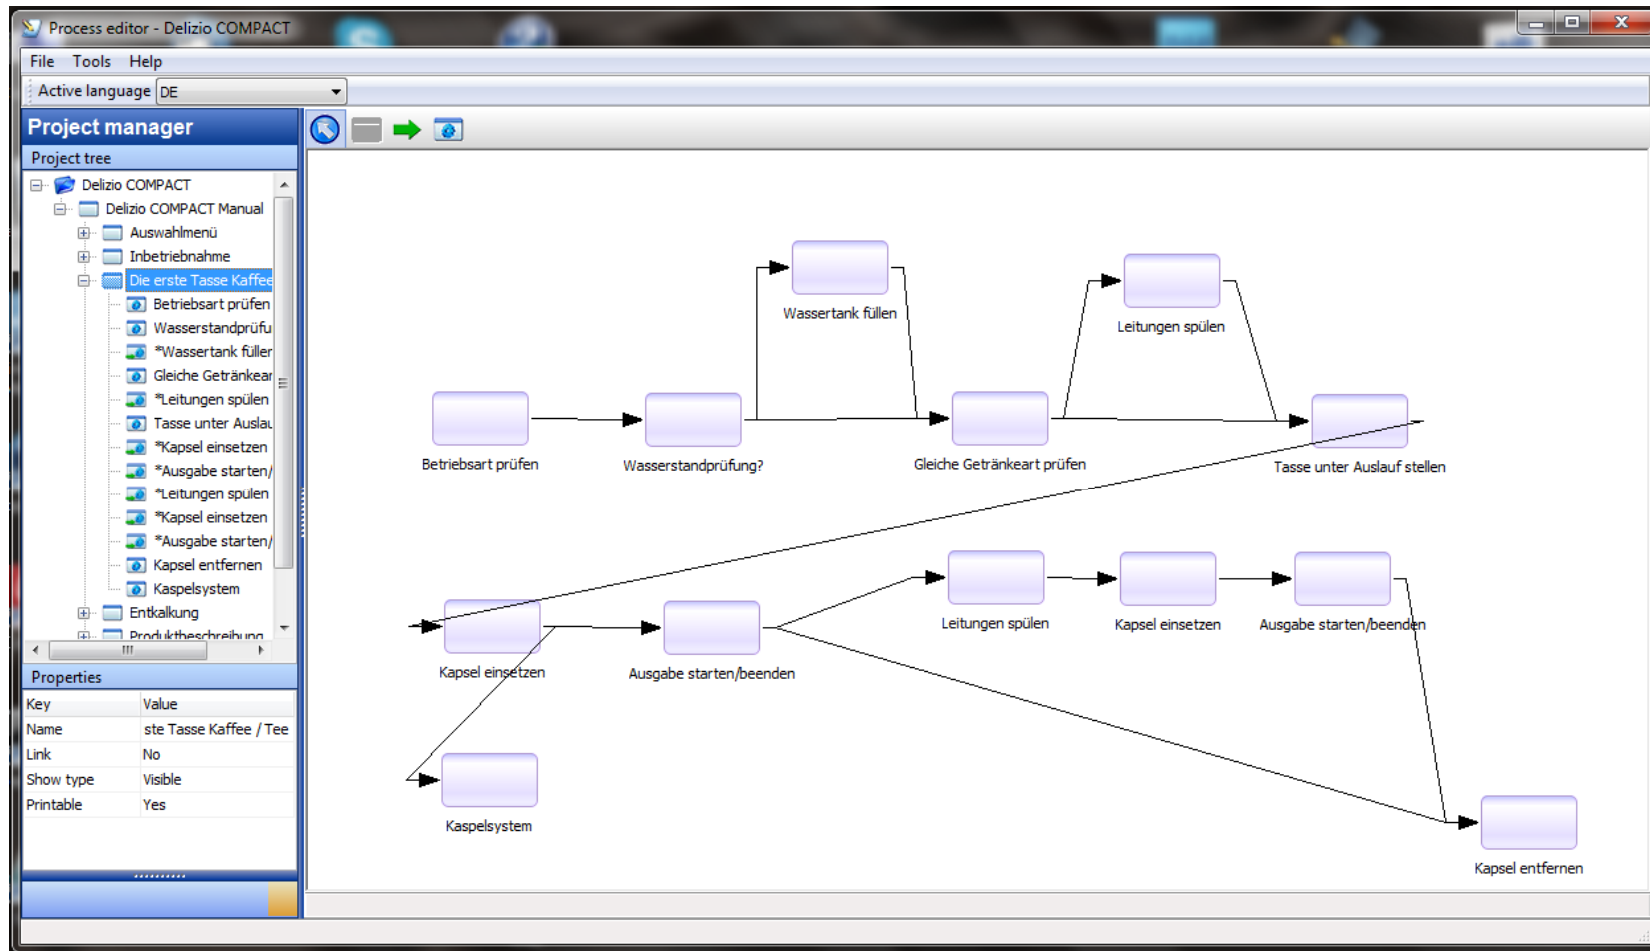 Process editor - Delizio COMPACT
File Tools Help
Active language DE
Project manager
Project tree
Delizio COMPACT
Delizio COMPACT Manual
Auswahlmenü
Inbetriebnahme
Die erste Tasse Kaffee
Betriebsart prüfen
Wasserstandprüfu
*Wassertank füller
Gleiche Getränkear
*Leitungen spülen
Tasse unter Auslau
*Kapsel einsetzen
*Ausgabe starten/
*Leitungen spülen
*Kapsel einsetzen
*Ausgabe starten/
Kapsel entfernen
Kaspelsystem
Entkalkung
Produktbeschreibung
Properties
Key Value
Name ste Tasse Kaffee / Tee
Link No
Show type Visible
Printable Yes
Wassertank füllen
Leitungen spülen
Betriebsart prüfen
Wasserstandprüfung?
Gleiche Getränkeart prüfen
Tasse unter Auslauf stellen
Leitungen spülen
Kapsel einsetzen
Ausgabe starten/beenden
Kapsel einsetzen
Ausgabe starten/beenden
Kaspelsystem
Kapsel entfernen